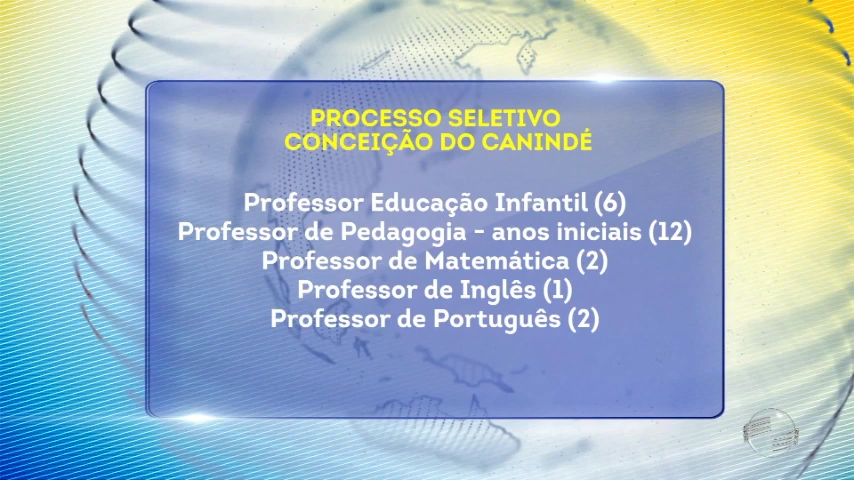 PROCESSO SELETIVO
CONCEIÇÃO DO CANINDÉ
Professor Educação Infantil (6)
Professor de Pedagogia - anos iniciais (12)
Professor de Matemática (2)
Professor de Inglês (1)
Professor de Português (2)